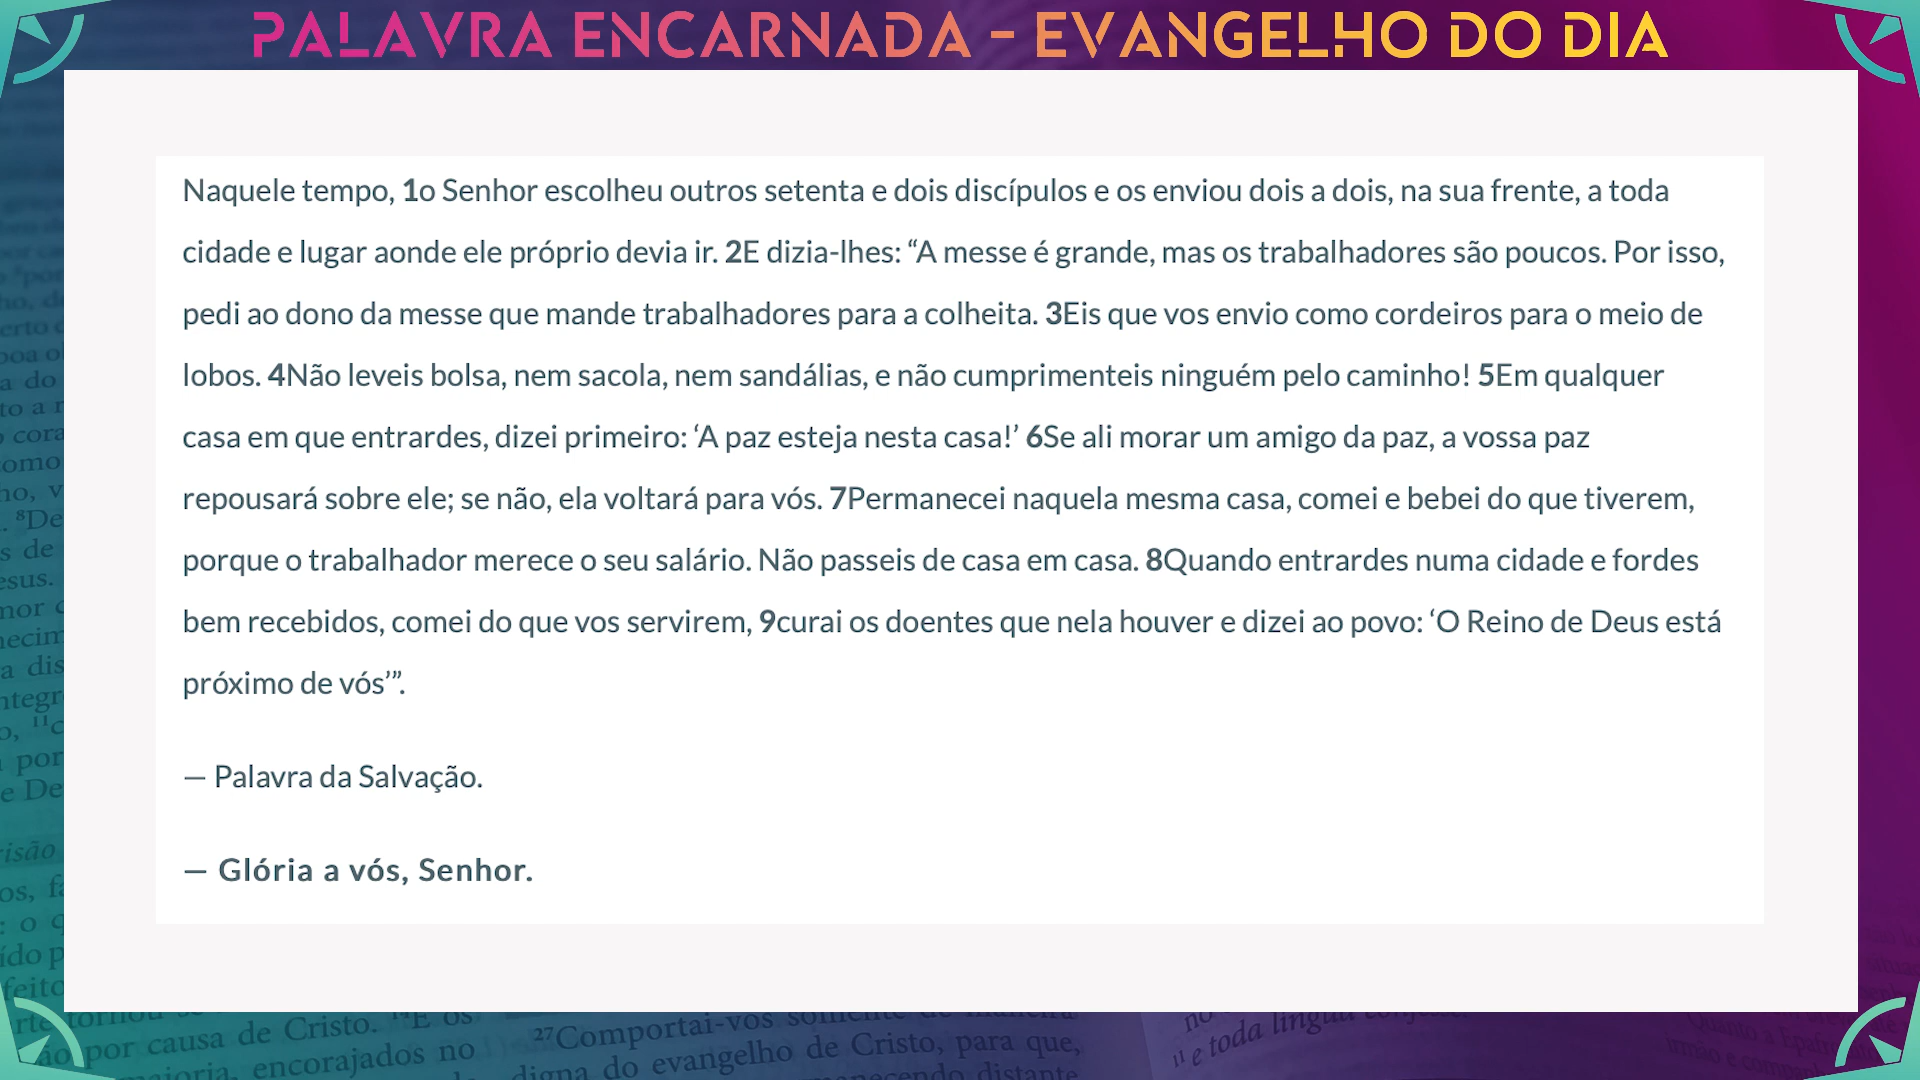 PALAVRA ENCARNADA - EVANGELHO DO DIA
Naquele tempo, 1o Senhor escolheu outros setenta e dois discípulos e os enviou dois a dois, na sua frente, a toda
cidade e lugar aonde ele próprio devia ir. 2E dizia-lhes: “A messe é grande, mas os trabalhadores são poucos. Por isso,
pedi ao dono da messe que mande trabalhadores para a colheita. 3Eis que vos envio como cordeiros para o meio de
lobos. 4Não leveis bolsa, nem sacola, nem sandálias, e não cumprimenteis ninguém pelo caminho! 5Em qualquer
casa em que entrardes, dizei primeiro: ‘A paz esteja nesta casa!’ 6Se ali morar um amigo da paz, a vossa paz
repousará sobre ele; se não, ela voltará para vós. 7Permanecei naquela mesma casa, comei e bebei do que tiverem,
porque o trabalhador merece o seu salário. Não passeis de casa em casa. 8Quando entrardes numa cidade e fordes
bem recebidos, comei do que vos servirem, 9curai os doentes que nela houver e dizei ao povo: ‘O Reino de Deus está
próximo de vós’”.
— Palavra da Salvação.
— Glória a vós, Senhor.
por causa de Cristo. 14E os
maioria, encorajados no
27Comportai-vos somente de maneira
digna do evangelho de Cristo, para que,
11 e toda língua